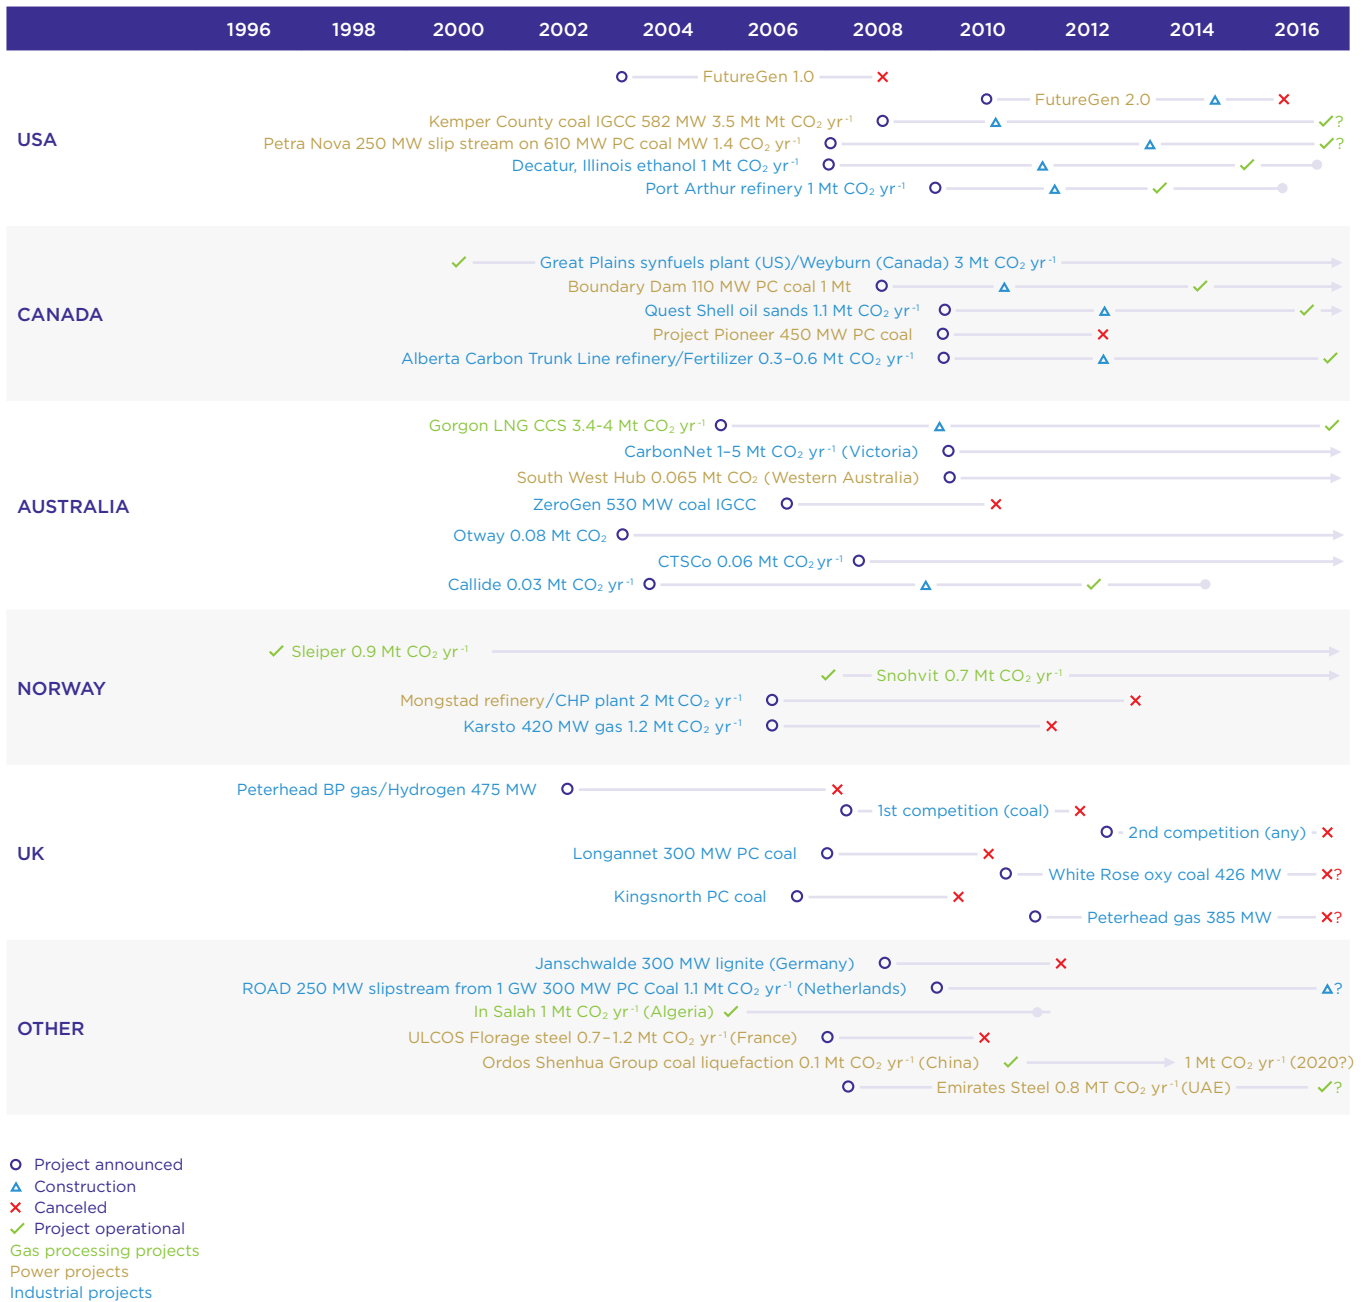 1996 1998 2000 2002 2004 2006 2008 2010 2012 2014 2016
USA
FutureGen 1.0
FutureGen 2.0
Kemper County coal IGCC 582 MW 3.5 Mt Mt CO₂ yr⁻¹ ?
Petra Nova 250 MW slip stream on 610 MW PC coal MW 1.4 CO₂ yr⁻¹ ?
Decatur, Illinois ethanol 1 Mt CO₂ yr⁻¹
Port Arthur refinery 1 Mt CO₂ yr⁻¹
CANADA
Great Plains synfuels plant (US)/Weyburn (Canada) 3 Mt CO₂ yr⁻¹
Boundary Dam 110 MW PC coal 1 Mt
Quest Shell oil sands 1.1 Mt CO₂ yr⁻¹
Project Pioneer 450 MW PC coal
Alberta Carbon Trunk Line refinery/Fertilizer 0.3–0.6 Mt CO₂ yr⁻¹
AUSTRALIA
Gorgon LNG CCS 3.4-4 Mt CO₂ yr⁻¹
CarbonNet 1–5 Mt CO₂ yr⁻¹ (Victoria)
South West Hub 0.065 Mt CO₂ (Western Australia)
ZeroGen 530 MW coal IGCC
Otway 0.08 Mt CO₂
CTSCo 0.06 Mt CO₂ yr⁻¹
Callide 0.03 Mt CO₂ yr⁻¹
NORWAY
Sleiper 0.9 Mt CO₂ yr⁻¹
Snohvit 0.7 Mt CO₂ yr⁻¹
Mongstad refinery/CHP plant 2 Mt CO₂ yr⁻¹
Karsto 420 MW gas 1.2 Mt CO₂ yr⁻¹
UK
Peterhead BP gas/Hydrogen 475 MW
1st competition (coal)
2nd competition (any)
Longannet 300 MW PC coal
White Rose oxy coal 426 MW ?
Kingsnorth PC coal
Peterhead gas 385 MW ?
OTHER
Janschwalde 300 MW lignite (Germany)
ROAD 250 MW slipstream from 1 GW 300 MW PC Coal 1.1 Mt CO₂ yr⁻¹ (Netherlands) ?
In Salah 1 Mt CO₂ yr⁻¹ (Algeria)
ULCOS Florage steel 0.7–1.2 Mt CO₂ yr⁻¹ (France)
Ordos Shenhua Group coal liquefaction 0.1 Mt CO₂ yr⁻¹ (China) 1 Mt CO₂ yr⁻¹ (2020?)
Emirates Steel 0.8 MT CO₂ yr⁻¹ (UAE) ?
Project announced
Construction
Canceled
Project operational
Gas processing projects
Power projects
Industrial projects